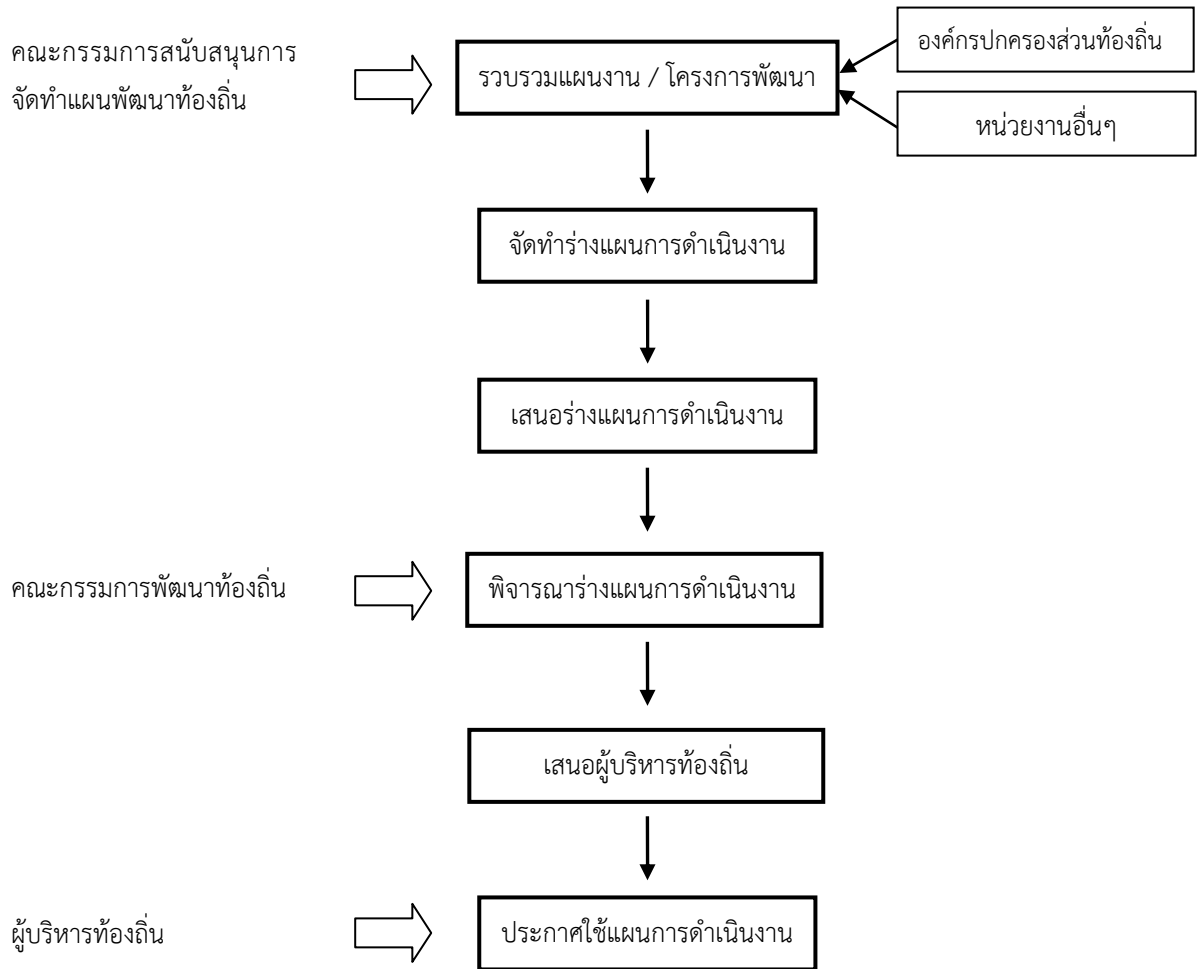 คณะกรรมการสนับสนุนการ
จัดทำแผนพัฒนาท้องถิ่น
รวบรวมแผนงาน / โครงการพัฒนา
องค์กรปกครองส่วนท้องถิ่น
หน่วยงานอื่นๆ
จัดทำร่างแผนการดำเนินงาน
เสนอร่างแผนการดำเนินงาน
คณะกรรมการพัฒนาท้องถิ่น
พิจารณาร่างแผนการดำเนินงาน
เสนอผู้บริหารท้องถิ่น
ผู้บริหารท้องถิ่น
ประกาศใช้แผนการดำเนินงาน